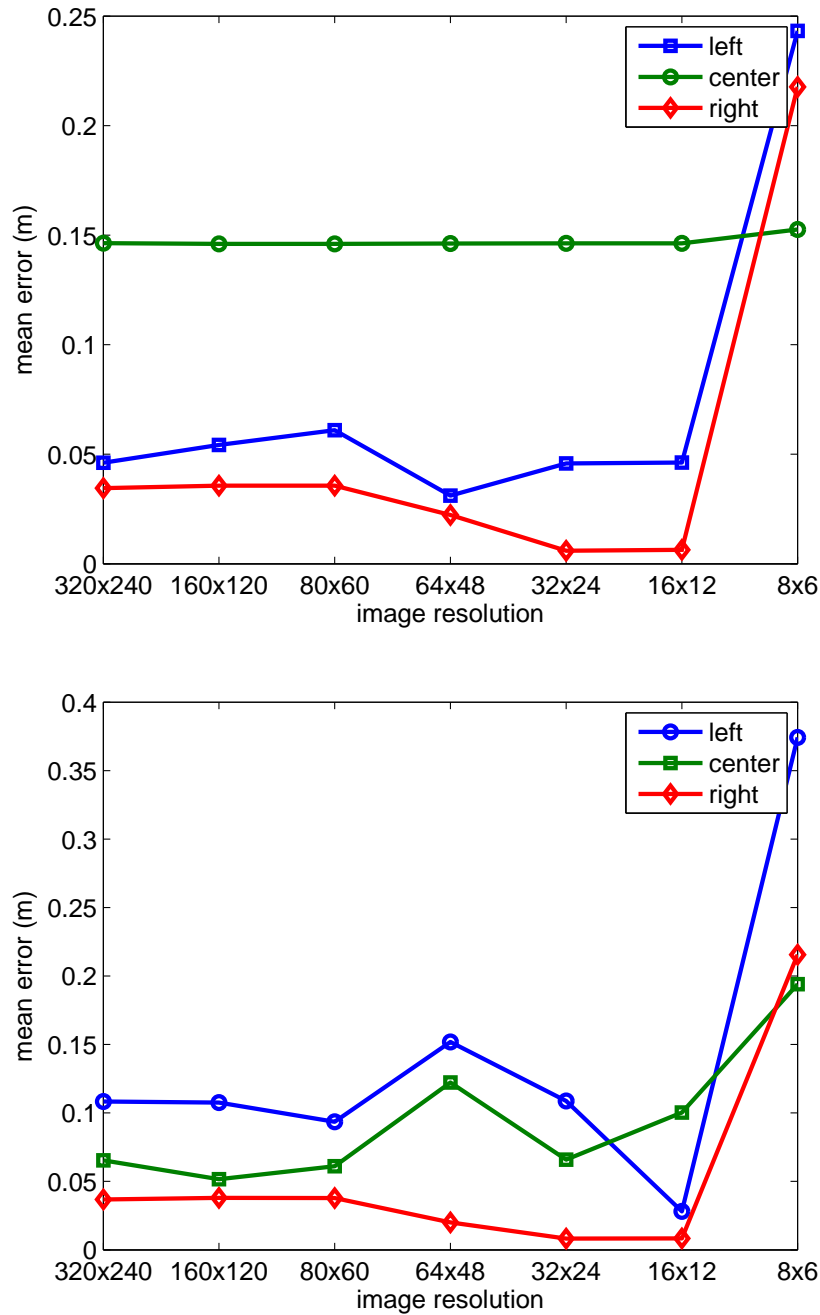 0.25
0.2
0.15
0.1
0.05
0
mean error (m)
left
center
right
320x240 160x120 80x60 64x48 32x24 16x12 8x6
image resolution
0.4
0.35
0.3
0.25
0.2
0.15
0.1
0.05
0
mean error (m)
left
center
right
320x240 160x120 80x60 64x48 32x24 16x12 8x6
image resolution